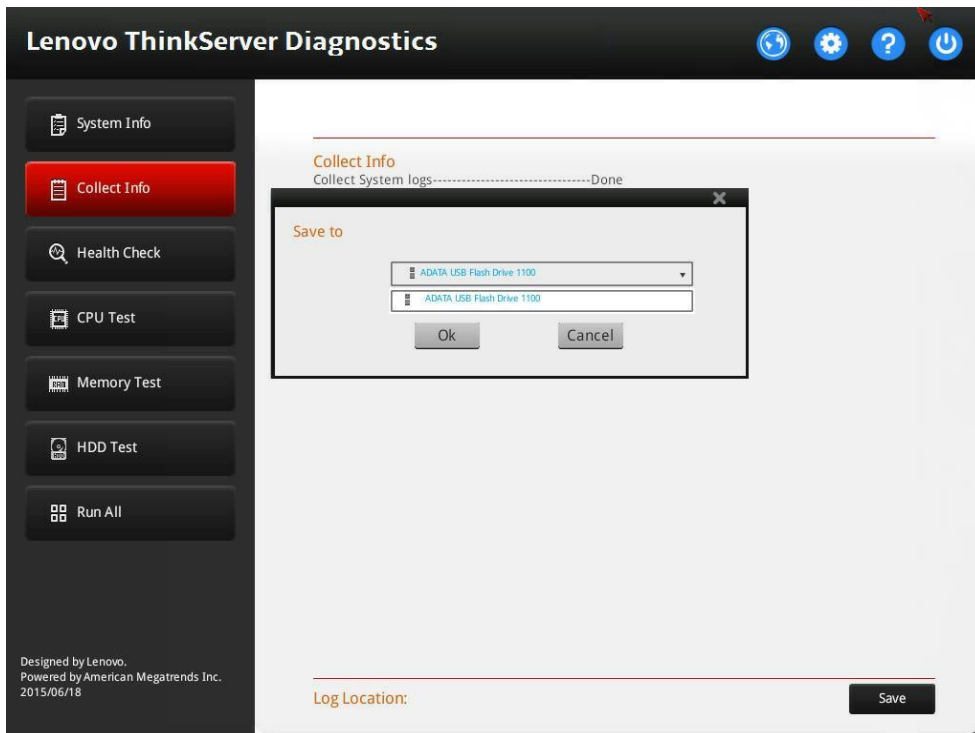 Lenovo ThinkServer Diagnostics
System Info
Collect Info
Health Check
CPU Test
Memory Test
HDD Test
Run All
Designed by Lenovo.
Powered by American Megatrends Inc.
2015/06/18
Collect Info
Collect System logs---------------------------------Done
Save to
ADATA USB Flash Drive 1100
ADATA USB Flash Drive 1100
Ok
Cancel
Log Location:
Save